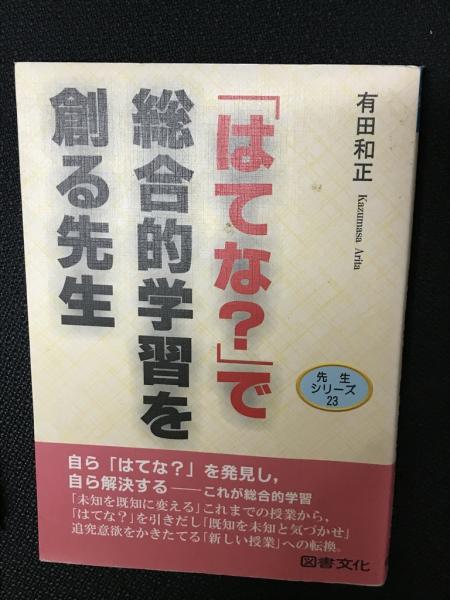 有田和正 Kazumasa Arita
「はてな?」で
総合的学習を
創る先生
先生
シリーズ
23
自ら「はてな?」を発見し,
自ら解決する――これが総合的学習
「未知を既知に変える」これまでの授業から,
「はてな?」を引きだし「既知を未知と気づかせ」
追究意欲をかきたてる「新しい授業」への転換。
図書文化